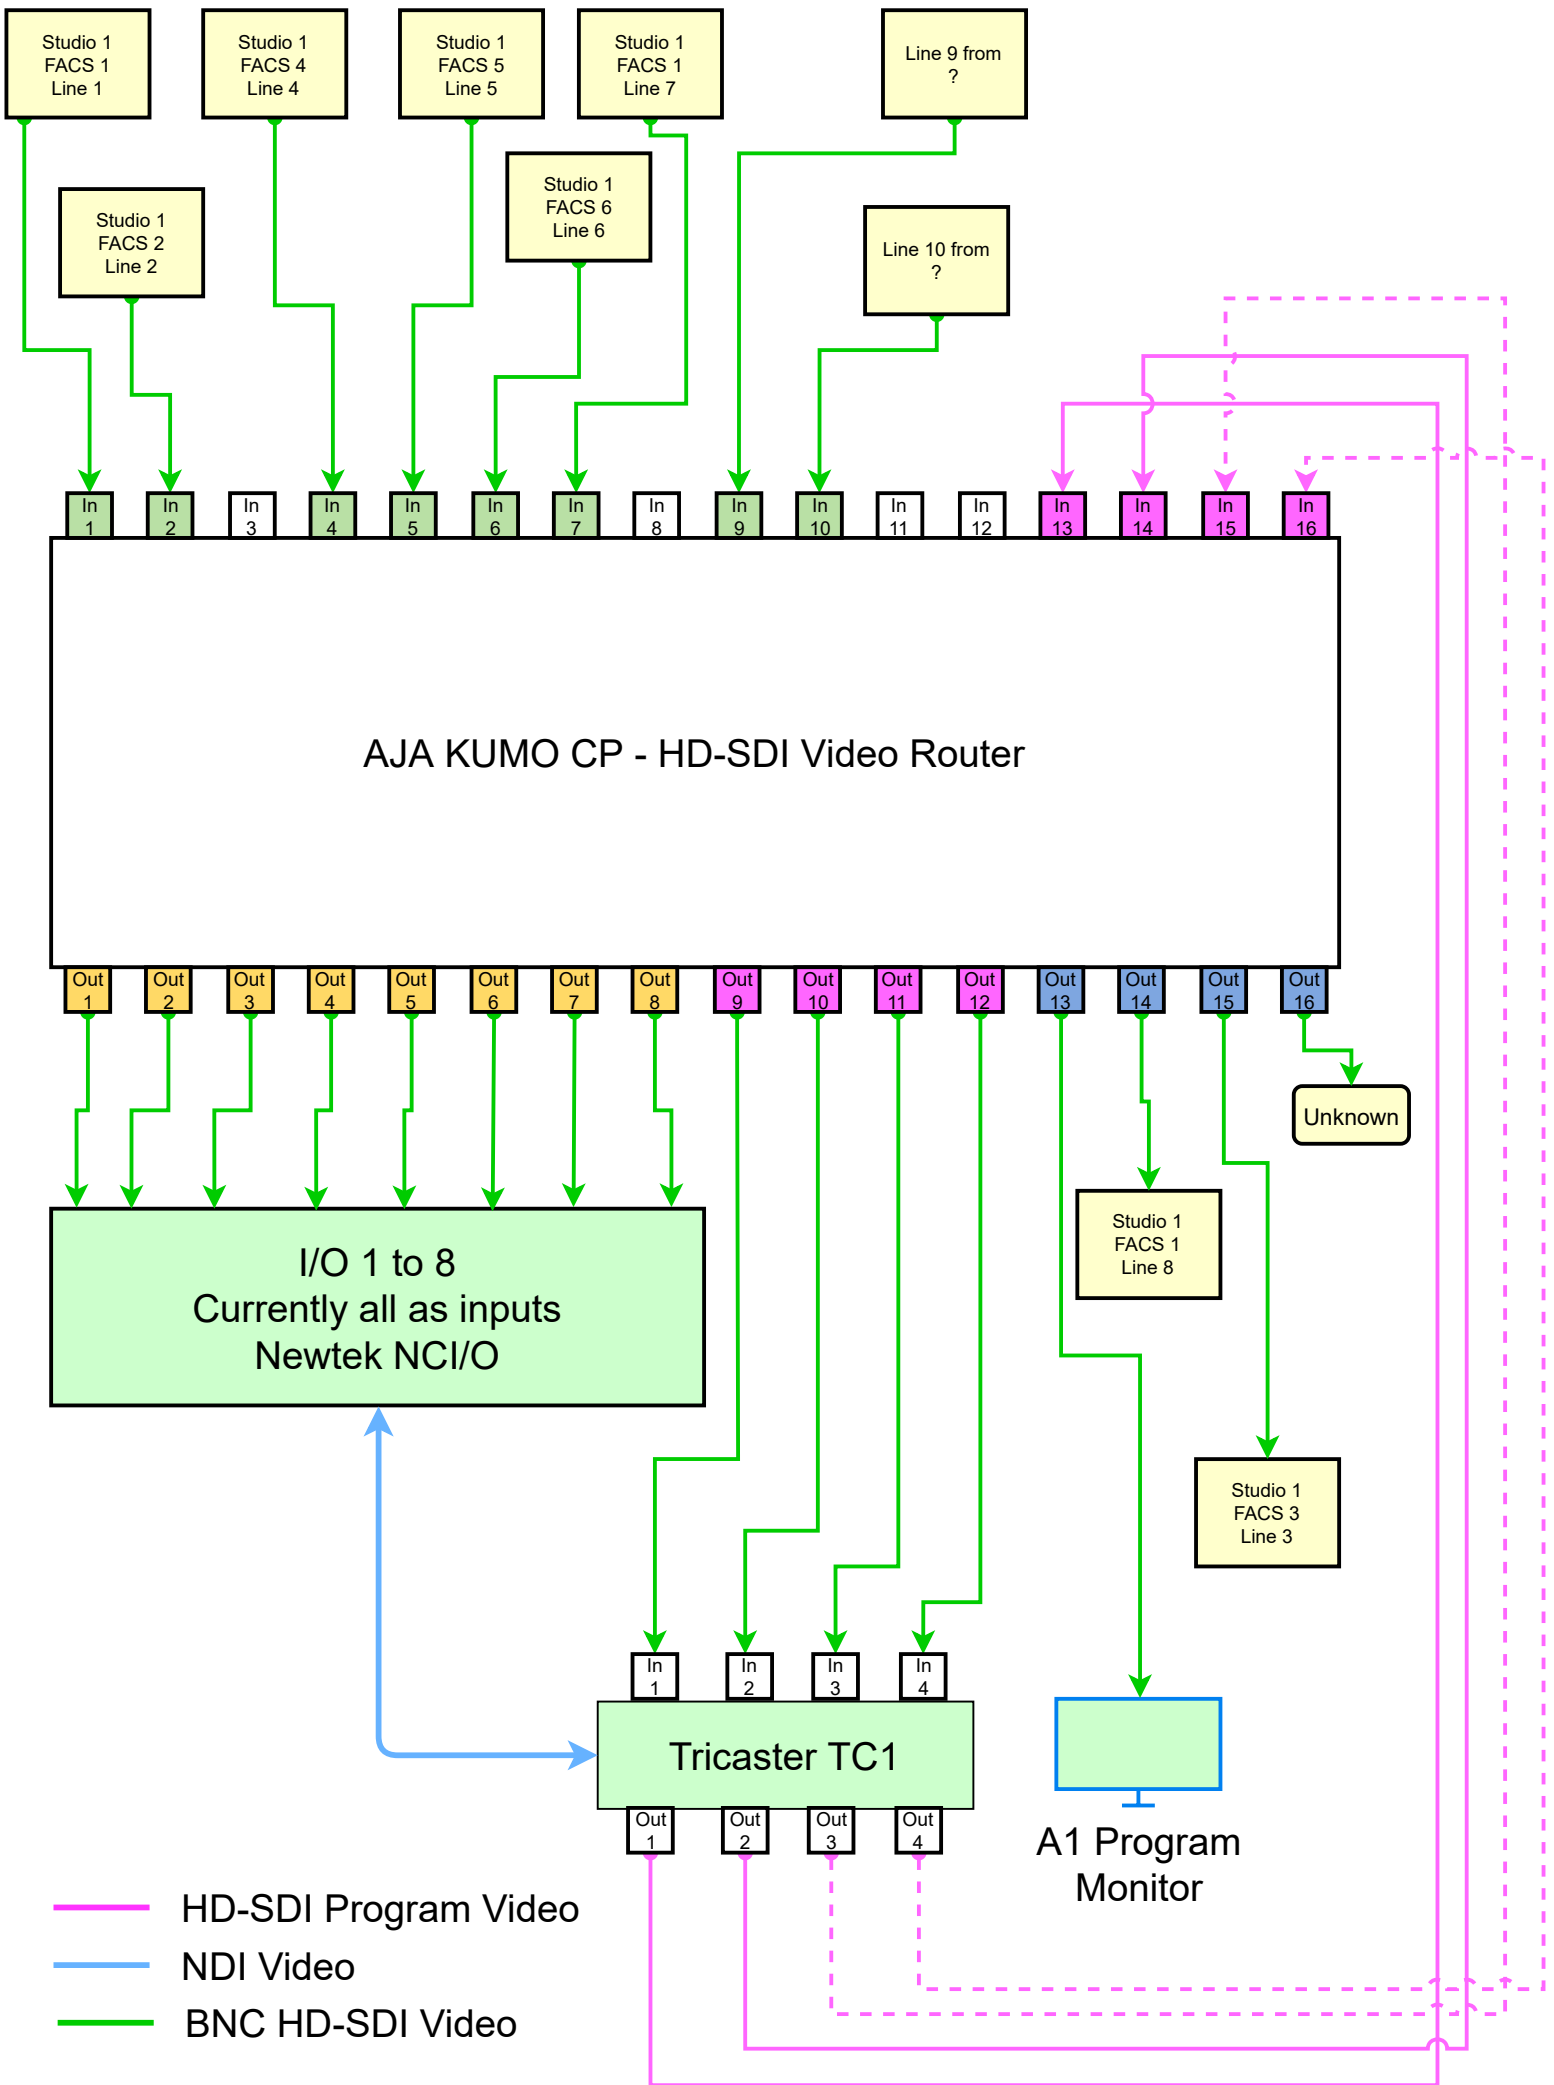 Studio 1
FACS 1
Line 1
Studio 1
FACS 4
Line 4
Studio 1
FACS 5
Line 5
Studio 1
FACS 1
Line 7
Line 9 from
?
Studio 1
FACS 6
Line 6
Studio 1
FACS 2
Line 2
Line 10 from
?
In
1
In
2
In
3
In
4
In
5
In
6
In
7
In
8
In
9
In
10
In
11
In
12
In
13
In
14
In
15
In
16
AJA KUMO CP - HD-SDI Video Router
Out
1
Out
2
Out
3
Out
4
Out
5
Out
6
Out
7
Out
8
Out
9
Out
10
Out
11
Out
12
Out
13
Out
14
Out
15
Out
16
Unknown
Studio 1
FACS 1
Line 8
I/O 1 to 8
Currently all as inputs
Newtek NCI/O
Studio 1
FACS 3
Line 3
In
1
In
2
In
3
In
4
Tricaster TC1
Out
1
Out
2
Out
3
Out
4
A1 Program
Monitor
HD-SDI Program Video
NDI Video
BNC HD-SDI Video